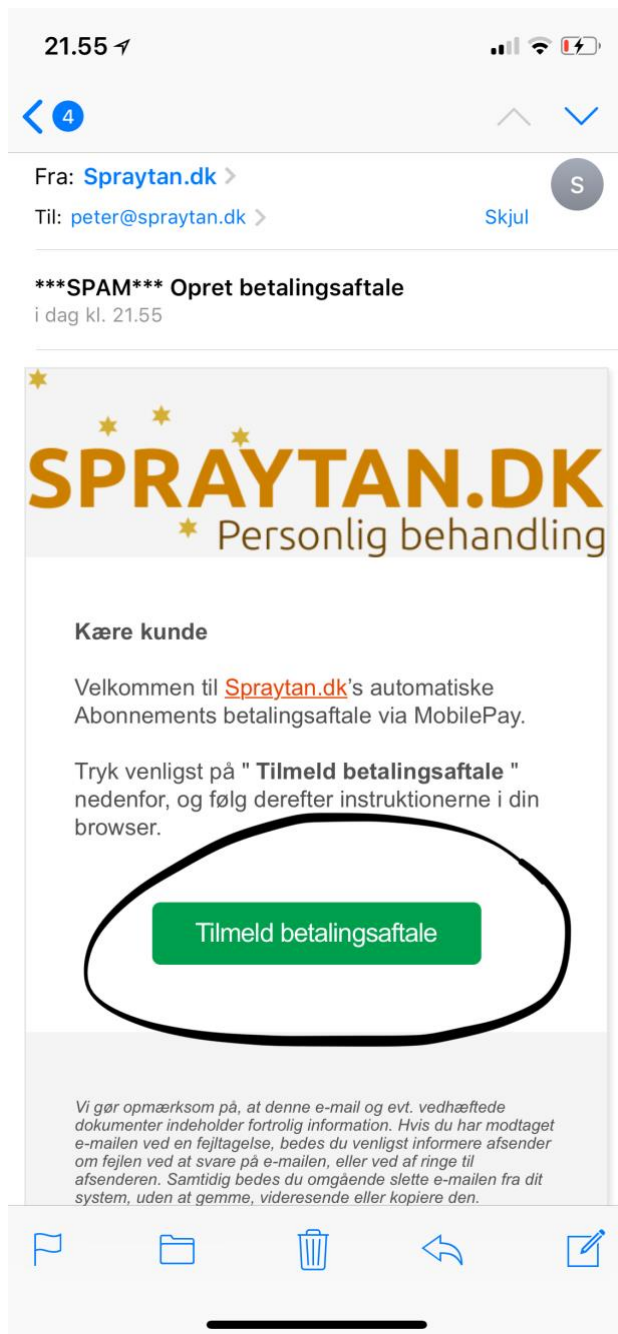 21.55
4
Fra: Spraytan.dk
S
Til: peter@spraytan.dk
Skjul
***SPAM*** Opret betalingsaftale
i dag kl. 21.55
SPRAYTAN.DK
Personlig behandling
Kære kunde
Velkommen til Spraytan.dk's automatiske
Abonnements betalingsaftale via MobilePay.
Tryk venligst på " Tilmeld betalingsaftale "
nedenfor, og følg derefter instruktionerne i din
browser.
Tilmeld betalingsaftale
Vi gør opmærksom på, at denne e-mail og evt. vedhæftede
dokumenter indeholder fortrolig information. Hvis du har modtaget
e-mailen ved en fejltagelse, bedes du venligst informere afsender
om fejlen ved at svare på e-mailen, eller ved af ringe til
afsenderen. Samtidig bedes du omgående slette e-mailen fra dit
system, uden at gemme, videresende eller kopiere den.